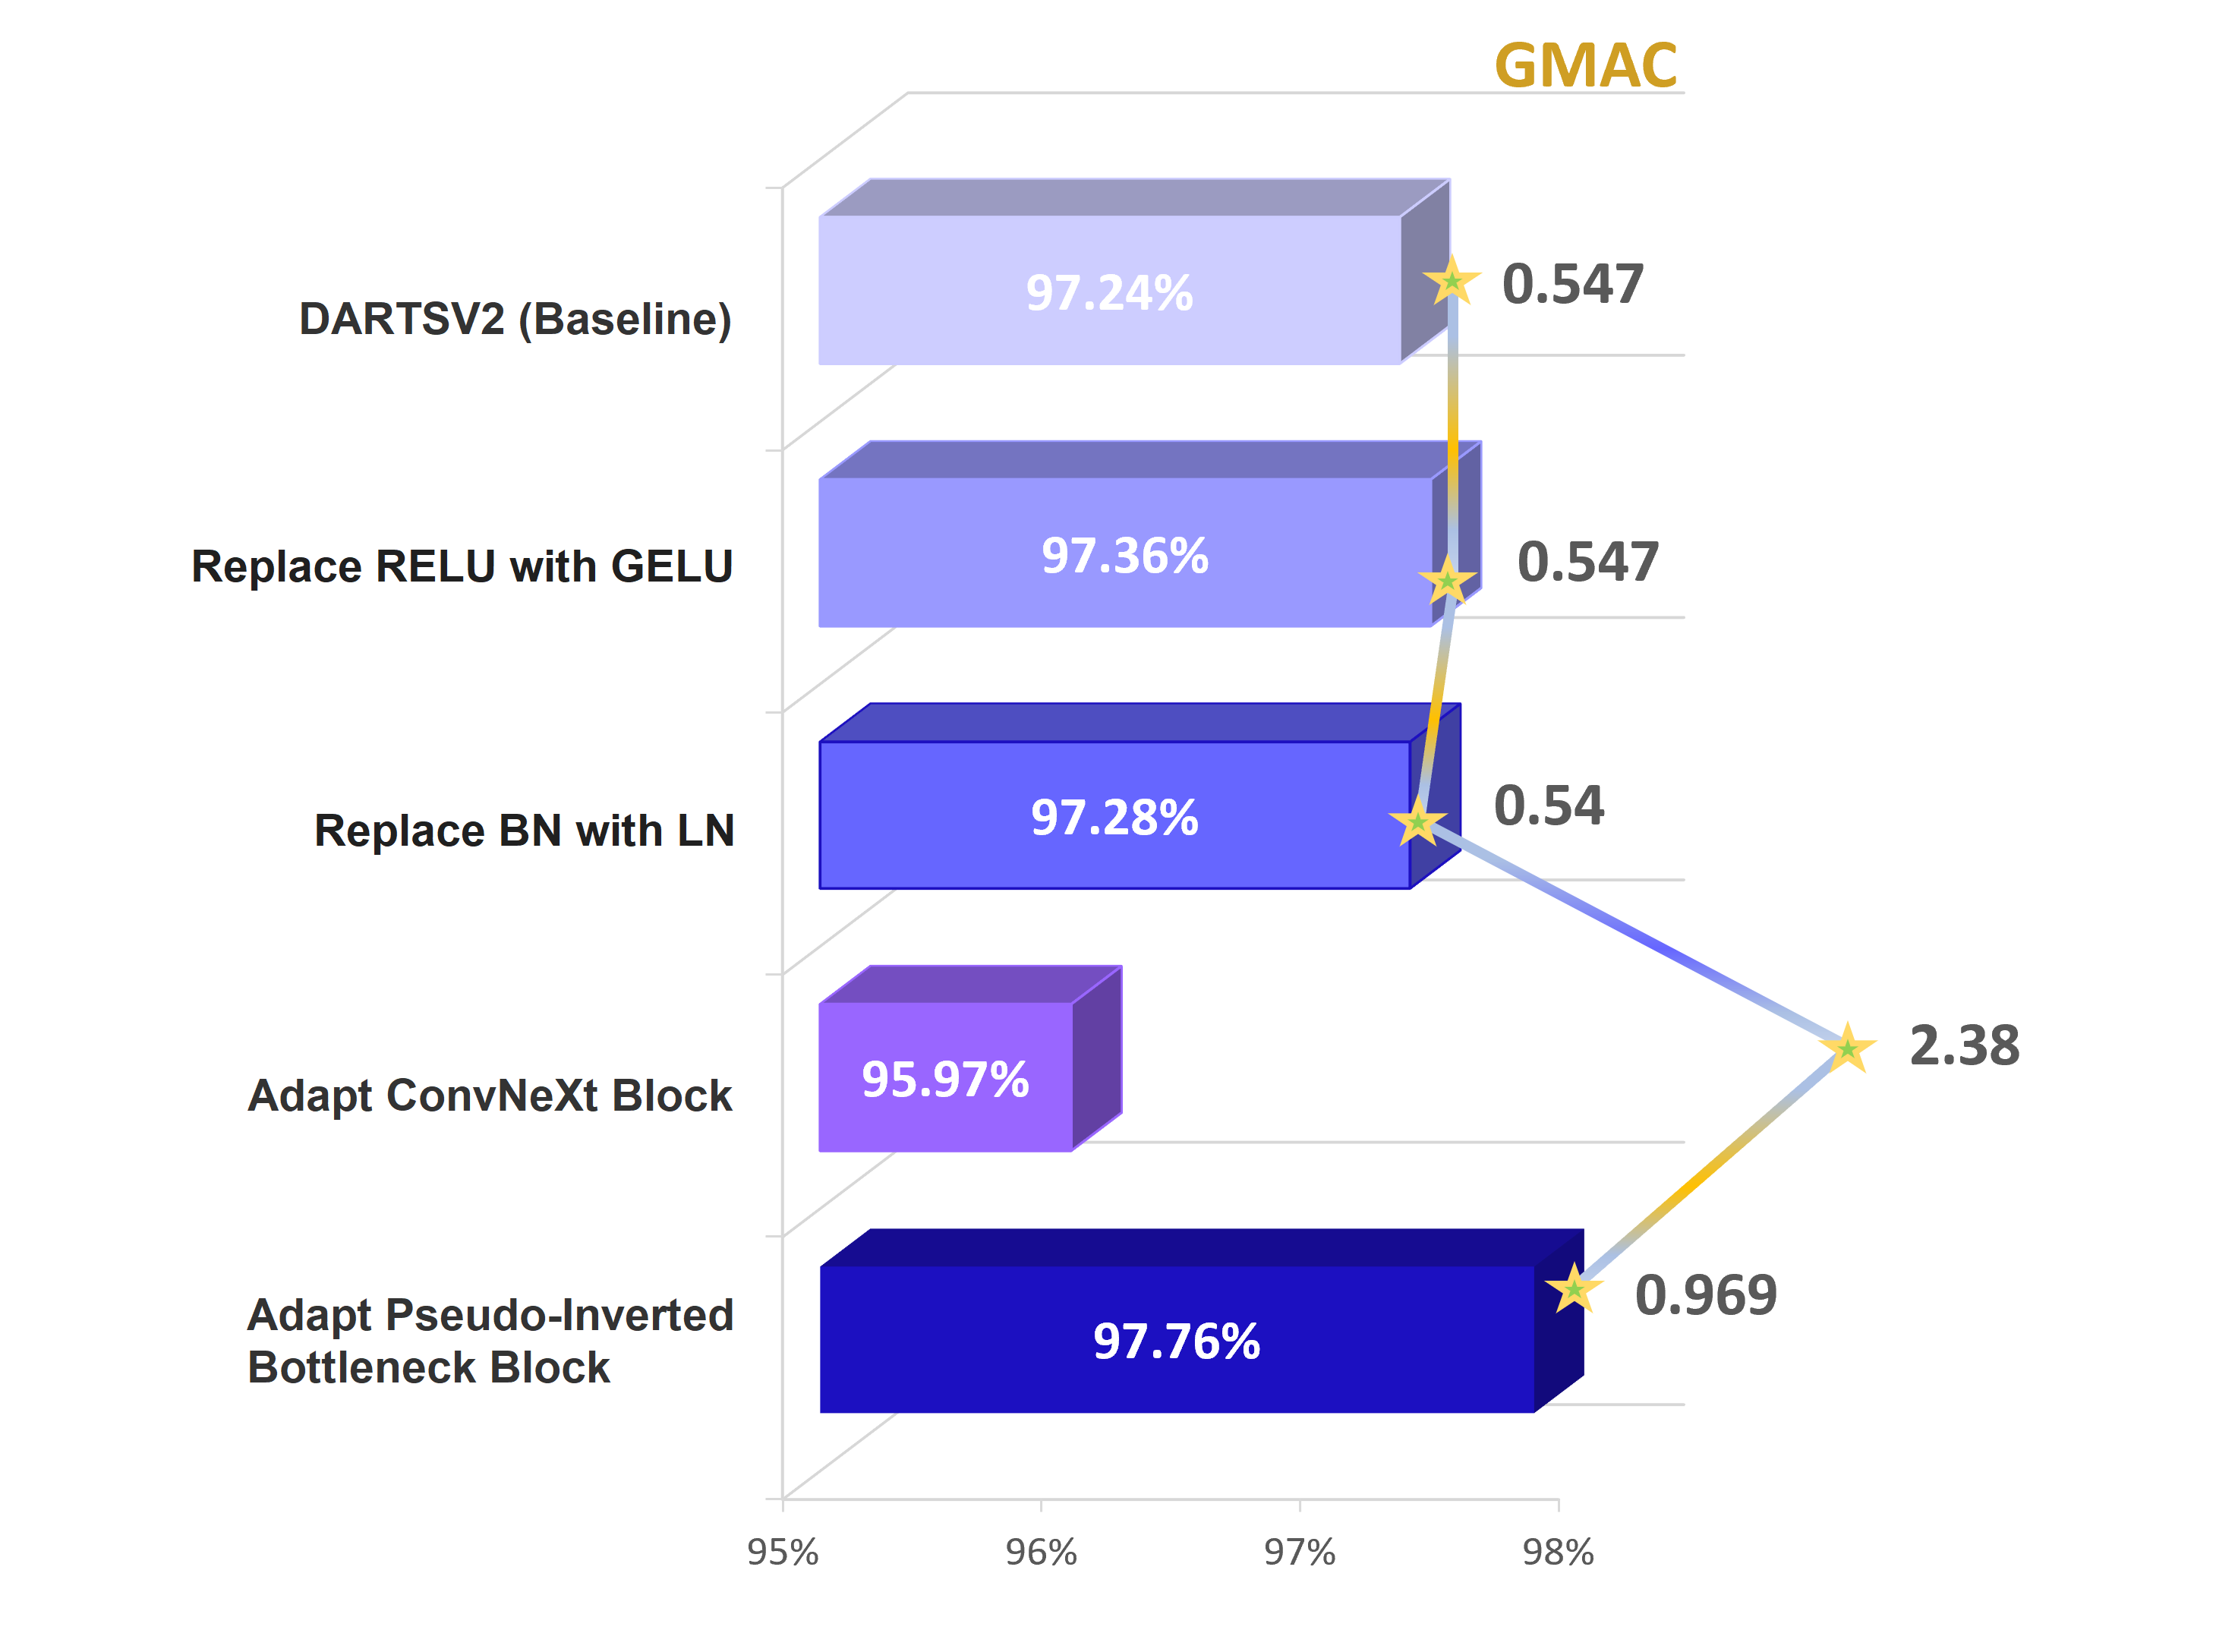 GMAC
DARTSV2 (Baseline)
97.24%
0.547
Replace RELU with GELU
97.36%
0.547
Replace BN with LN
97.28%
0.54
Adapt ConvNeXt Block
95.97%
2.38
Adapt Pseudo-Inverted
Bottleneck Block
97.76%
0.969
95%
96%
97%
98%